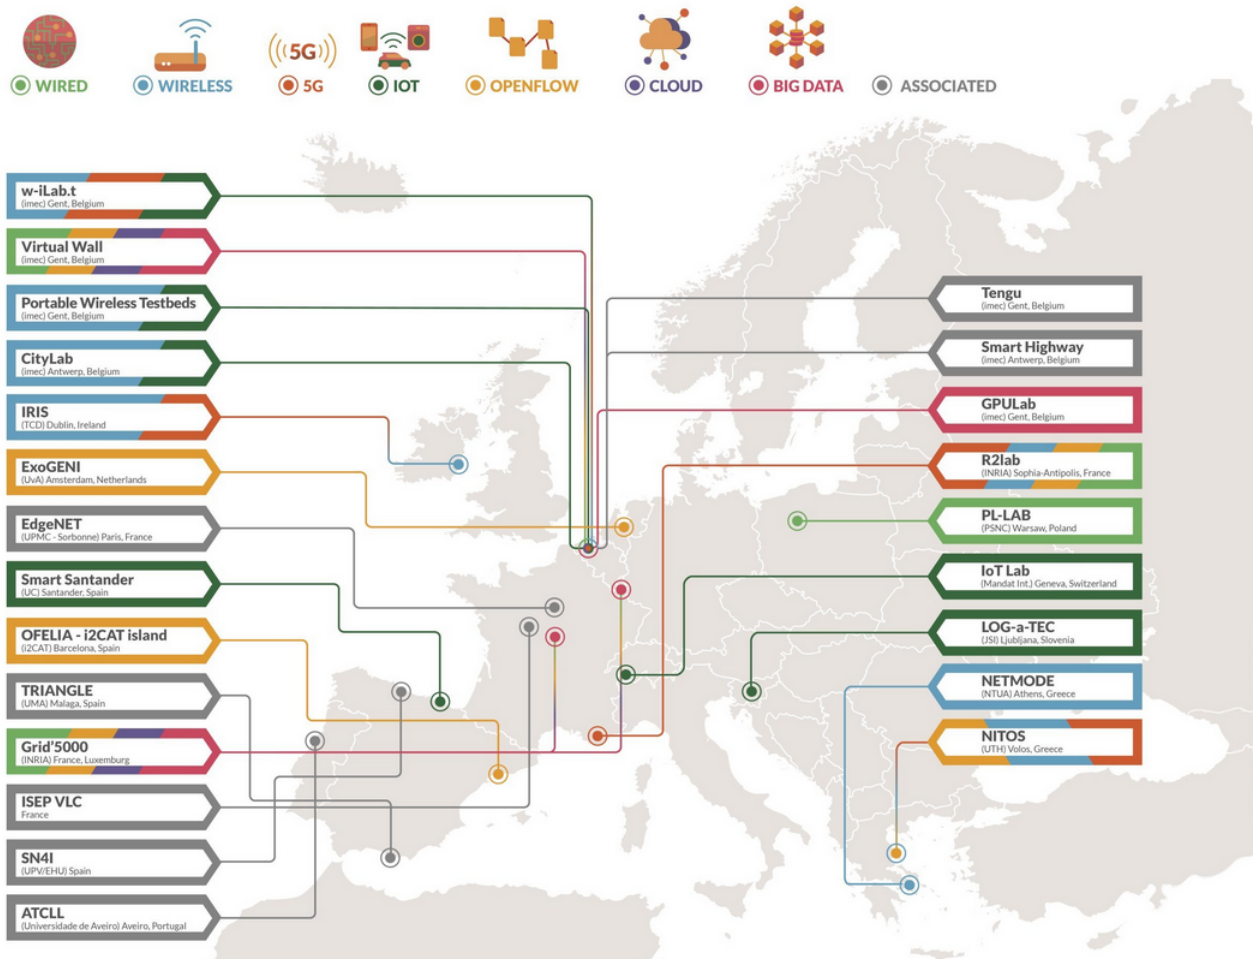 5G
WIRED
WIRELESS
5G
IOT
OPENFLOW
CLOUD
BIG DATA
ASSOCIATED
w-iLab.t
(imec) Gent, Belgium
Virtual Wall
(imec) Gent, Belgium
Portable Wireless Testbeds
(imec) Gent, Belgium
CityLab
(imec) Antwerp, Belgium
IRIS
(TCD) Dublin, Ireland
ExoGENI
(UvA) Amsterdam, Netherlands
EdgeNET
(UPMC - Sorbonne) Paris, France
Smart Santander
(UC) Santander, Spain
OFELIA - i2CAT island
(i2CAT) Barcelona, Spain
TRIANGLE
(UMA) Malaga, Spain
Grid'5000
(INRIA) France, Luxemburg
ISEP VLC
France
SN4I
(UPV/EHU) Spain
ATCLL
(Universidade de Aveiro) Aveiro, Portugal
Tengu
(imec) Gent, Belgium
Smart Highway
(imec) Antwerp, Belgium
GPULab
(imec) Gent, Belgium
R2lab
(INRIA) Sophia-Antipolis, France
PL-LAB
(PSNC) Warsaw, Poland
IoT Lab
(Mandat Int.) Geneva, Switzerland
LOG-a-TEC
(JSI) Ljubljana, Slovenia
NETMODE
(NTUA) Athens, Greece
NITOS
(UTH) Volos, Greece